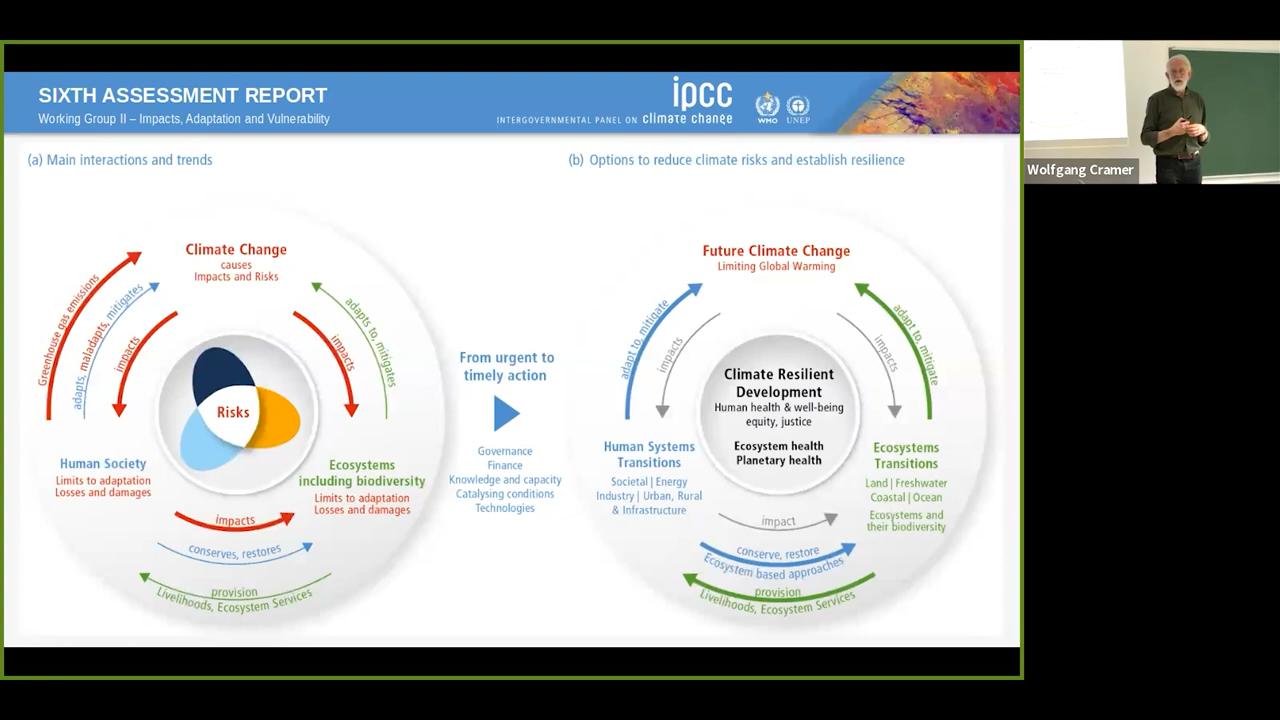 SIXTH ASSESSMENT REPORT
Working Group II – Impacts, Adaptation and Vulnerability
INTERGOVERNMENTAL PANEL ON
ipcc
climate change
WMO
UNEP
Wolfgang Cramer
(a) Main interactions and trends
Climate Change
causes
Impacts and Risks
Greenhouse gas emissions
adapts, maladapts, mitigates
impacts
impacts
adapts to, mitigates
Risks
Human Society
Limits to adaptation
Losses and damages
Ecosystems
including biodiversity
Limits to adaptation
Losses and damages
impacts
conserves, restores
provision
Livelihoods, Ecosystem Services
From urgent to
timely action
Governance
Finance
Knowledge and capacity
Catalysing conditions
Technologies
(b) Options to reduce climate risks and establish resilience
Future Climate Change
Limiting Global Warming
adapt to, mitigate
impacts
impacts
adapt to, mitigate
Climate Resilient
Development
Human health & well-being
equity, justice
Ecosystem health
Planetary health
Human Systems
Transitions
Societal | Energy
Industry | Urban, Rural
& Infrastructure
Ecosystems
Transitions
Land | Freshwater
Coastal | Ocean
Ecosystems and
their biodiversity
impact
conserve, restore
Ecosystem based approaches
provision
Livelihoods, Ecosystem Services